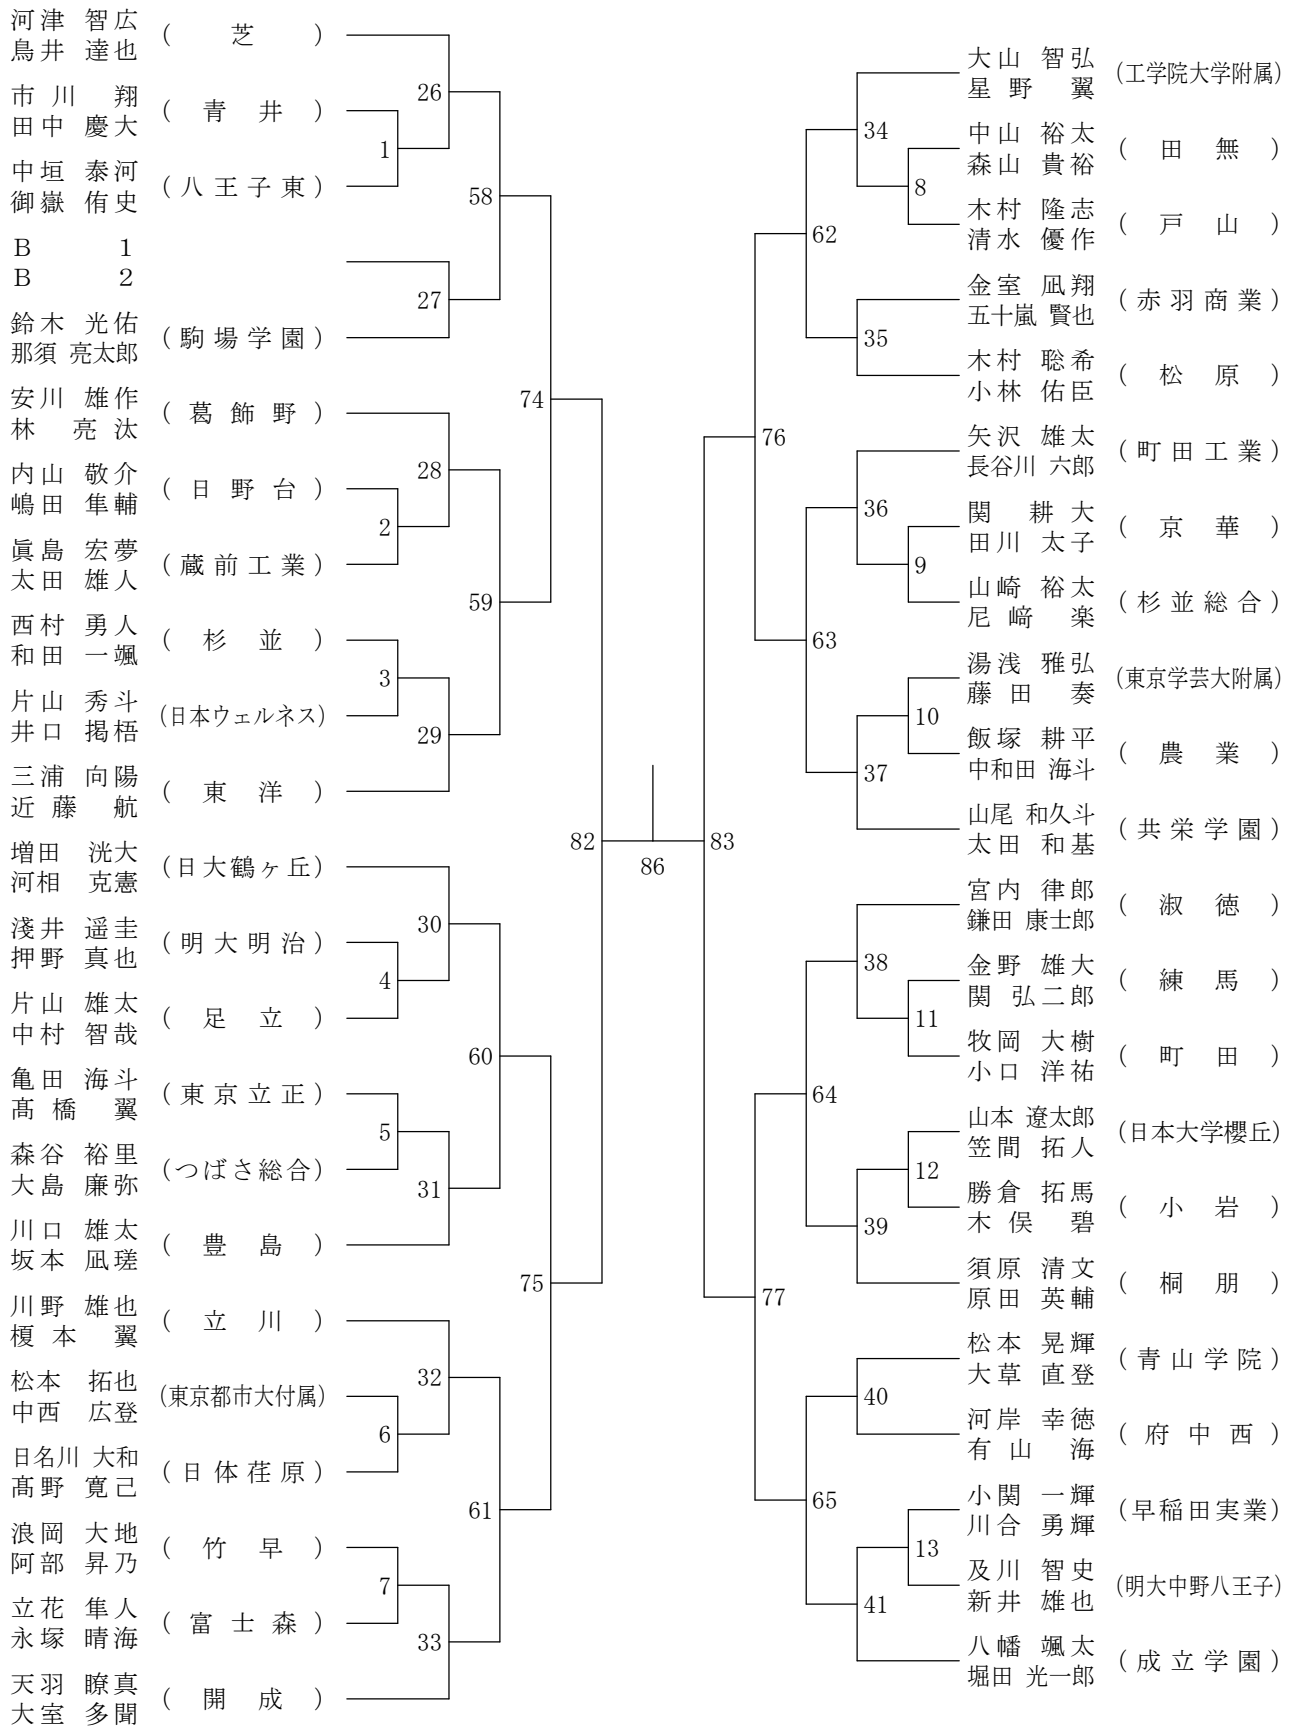 河津 智広
鳥井 達也
( 芝 )
市川 翔
田中 慶大
( 青井 )
中垣 泰河
御嶽 侑史
( 八王子東 )
B 1
B 2
鈴木 光佑
那須 亮太郎
( 駒場学園 )
安川 雄作
林 亮汰
( 葛飾野 )
内山 敬介
嶋田 隼輔
( 日野台 )
眞島 宏夢
太田 雄人
( 蔵前工業 )
西村 勇人
和田 一颯
( 杉並 )
片山 秀斗
井口 掲梧
(日本ウェルネス)
三浦 向陽
近藤 航
( 東洋 )
増田 洸大
河相 克憲
(日大鶴ヶ丘)
淺井 遥圭
押野 真也
( 明大明治 )
片山 雄太
中村 智哉
( 足立 )
亀田 海斗
髙橋 翼
( 東京立正 )
森谷 裕里
大島 廉弥
(つばさ総合)
川口 雄太
坂本 凪瑳
( 豊島 )
川野 雄也
榎本 翼
( 立川 )
松本 拓也
中西 広登
(東京都市大付属)
日名川 大和
髙野 寛己
( 日体荏原 )
浪岡 大地
阿部 昇乃
( 竹早 )
立花 隼人
永塚 晴海
( 富士森 )
天羽 瞭真
大室 多聞
( 開成 )
1
2
3
4
5
6
7
26
27
28
29
30
31
32
33
58
59
60
61
74
75
82
86
83
76
77
62
63
64
65
34
35
36
37
38
39
40
41
8
9
10
11
12
13
大山 智弘
星野 翼
(工学院大学附属)
中山 裕太
森山 貴裕
( 田無 )
木村 隆志
清水 優作
( 戸山 )
金室 凪翔
五十嵐 賢也
( 赤羽商業 )
木村 聡希
小林 佑臣
( 松原 )
矢沢 雄太
長谷川 六郎
( 町田工業 )
関 耕大
田川 太子
( 京華 )
山崎 裕太
尼﨑 楽
( 杉並総合 )
湯浅 雅弘
藤田 奏
(東京学芸大附属)
飯塚 耕平
中和田 海斗
( 農業 )
山尾 和久斗
太田 和基
( 共栄学園 )
宮内 律郎
鎌田 康士郎
( 淑徳 )
金野 雄大
関 弘二郎
( 練馬 )
牧岡 大樹
小口 洋祐
( 町田 )
山本 遼太郎
笠間 拓人
(日本大学櫻丘)
勝倉 拓馬
木俣 碧
( 小岩 )
須原 清文
原田 英輔
( 桐朋 )
松本 晃輝
大草 直登
( 青山学院 )
河岸 幸徳
有山 海
( 府中西 )
小関 一輝
川合 勇輝
(早稲田実業)
及川 智史
新井 雄也
(明大中野八王子)
八幡 颯太
堀田 光一郎
( 成立学園 )